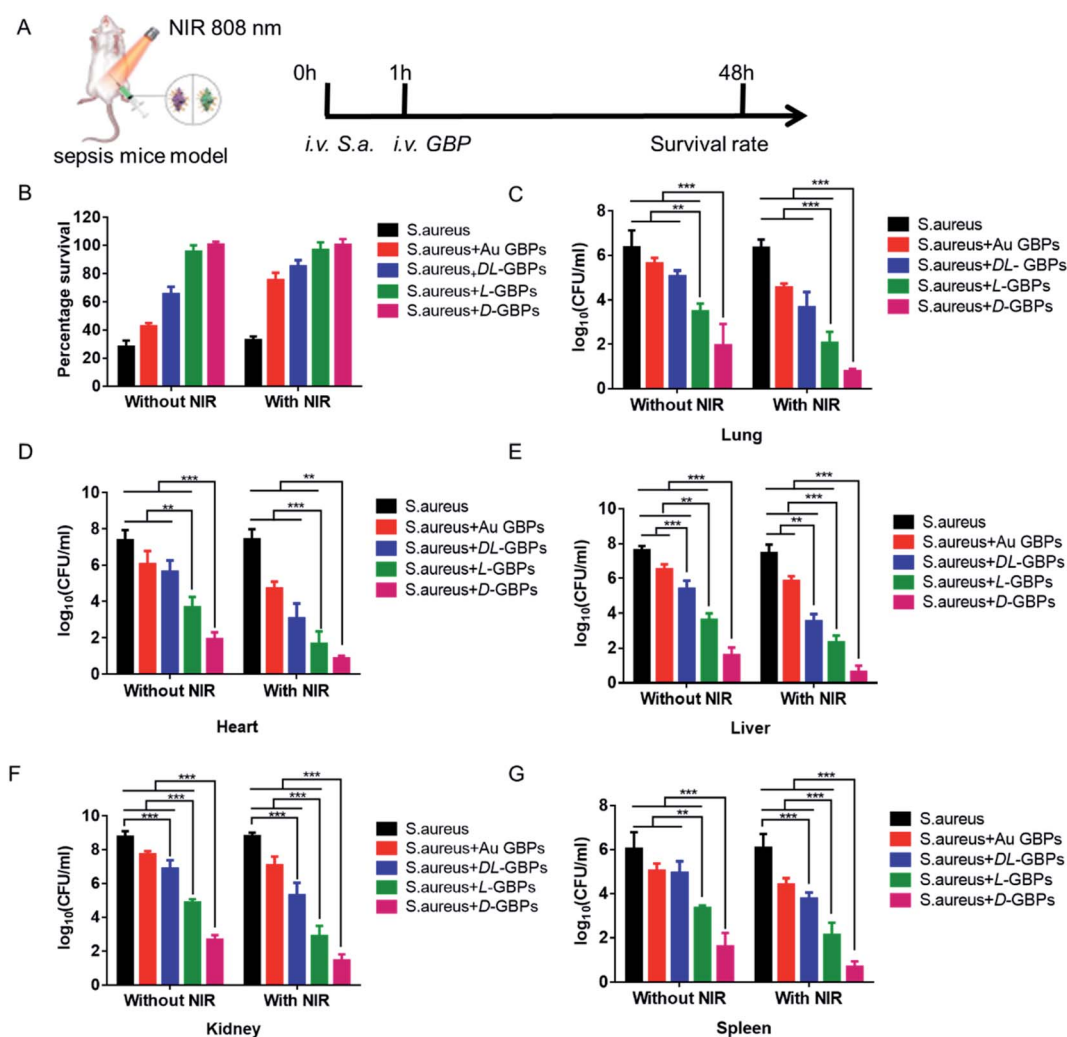 A
NIR 808 nm
sepsis mice model
0h 1h 48h
i.v. S.a. i.v. GBP Survival rate
B
Percentage survival
120
100
80
60
40
20
0
Without NIR With NIR
S.aureus
S.aureus+Au GBPs
S.aureus+DL-GBPs
S.aureus+L-GBPs
S.aureus+D-GBPs
C
log10(CFU/ml)
8
6
4
2
0
*** ***
** ***
Without NIR With NIR
Lung
S.aureus
S.aureus+Au GBPs
S.aureus+DL- GBPs
S.aureus+L-GBPs
S.aureus+D-GBPs
D
log10(CFU/ml)
10
8
6
4
2
0
*** **
** ***
Without NIR With NIR
Heart
S.aureus
S.aureus+Au GBPs
S.aureus+DL-GBPs
S.aureus+L-GBPs
S.aureus+D-GBPs
E
log10(CFU/ml)
10
8
6
4
2
0
*** ***
** ***
*** **
Without NIR With NIR
Liver
S.aureus
S.aureus+Au GBPs
S.aureus+DL-GBPs
S.aureus+L-GBPs
S.aureus+D-GBPs
F
log10(CFU/ml)
10
8
6
4
2
0
*** ***
*** ***
*** ***
Without NIR With NIR
Kidney
S.aureus
S.aureus+Au GBPs
S.aureus+DL-GBPs
S.aureus+L-GBPs
S.aureus+D-GBPs
G
log10(CFU/ml)
8
6
4
2
0
*** ***
** ***
***
Without NIR With NIR
Spleen
S.aureus
S.aureus+Au GBPs
S.aureus+DL-GBPs
S.aureus+L-GBPs
S.aureus+D-GBPs